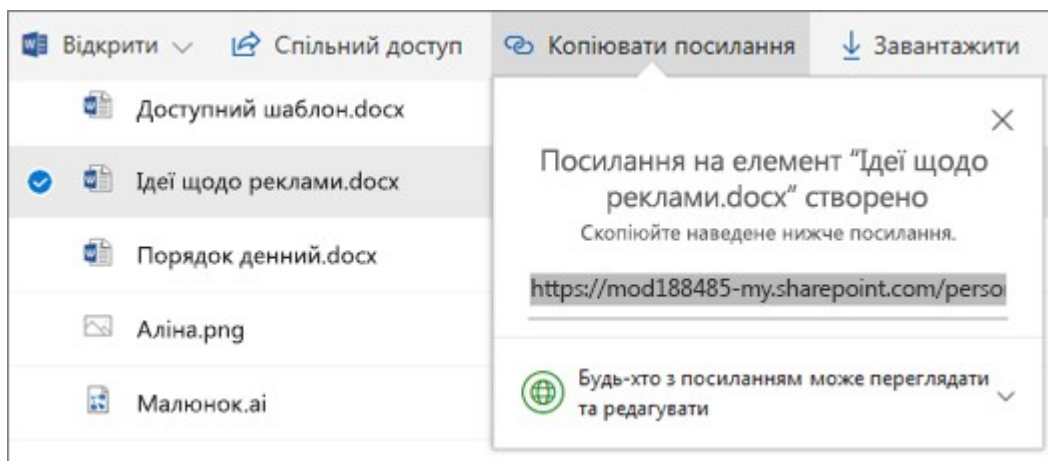 Відкрити Спільний доступ Копіювати посилання Завантажити
Доступний шаблон.docx
Ідеї щодо реклами.docx
Порядок денний.docx
Аліна.png
Малюнок.ai
Посилання на елемент “Ідеї щодо
реклами.docx” створено
Скопіюйте наведене нижче посилання.
https://mod188485-my.sharepoint.com/perso
Будь-хто з посиланням може переглядати
та редагувати